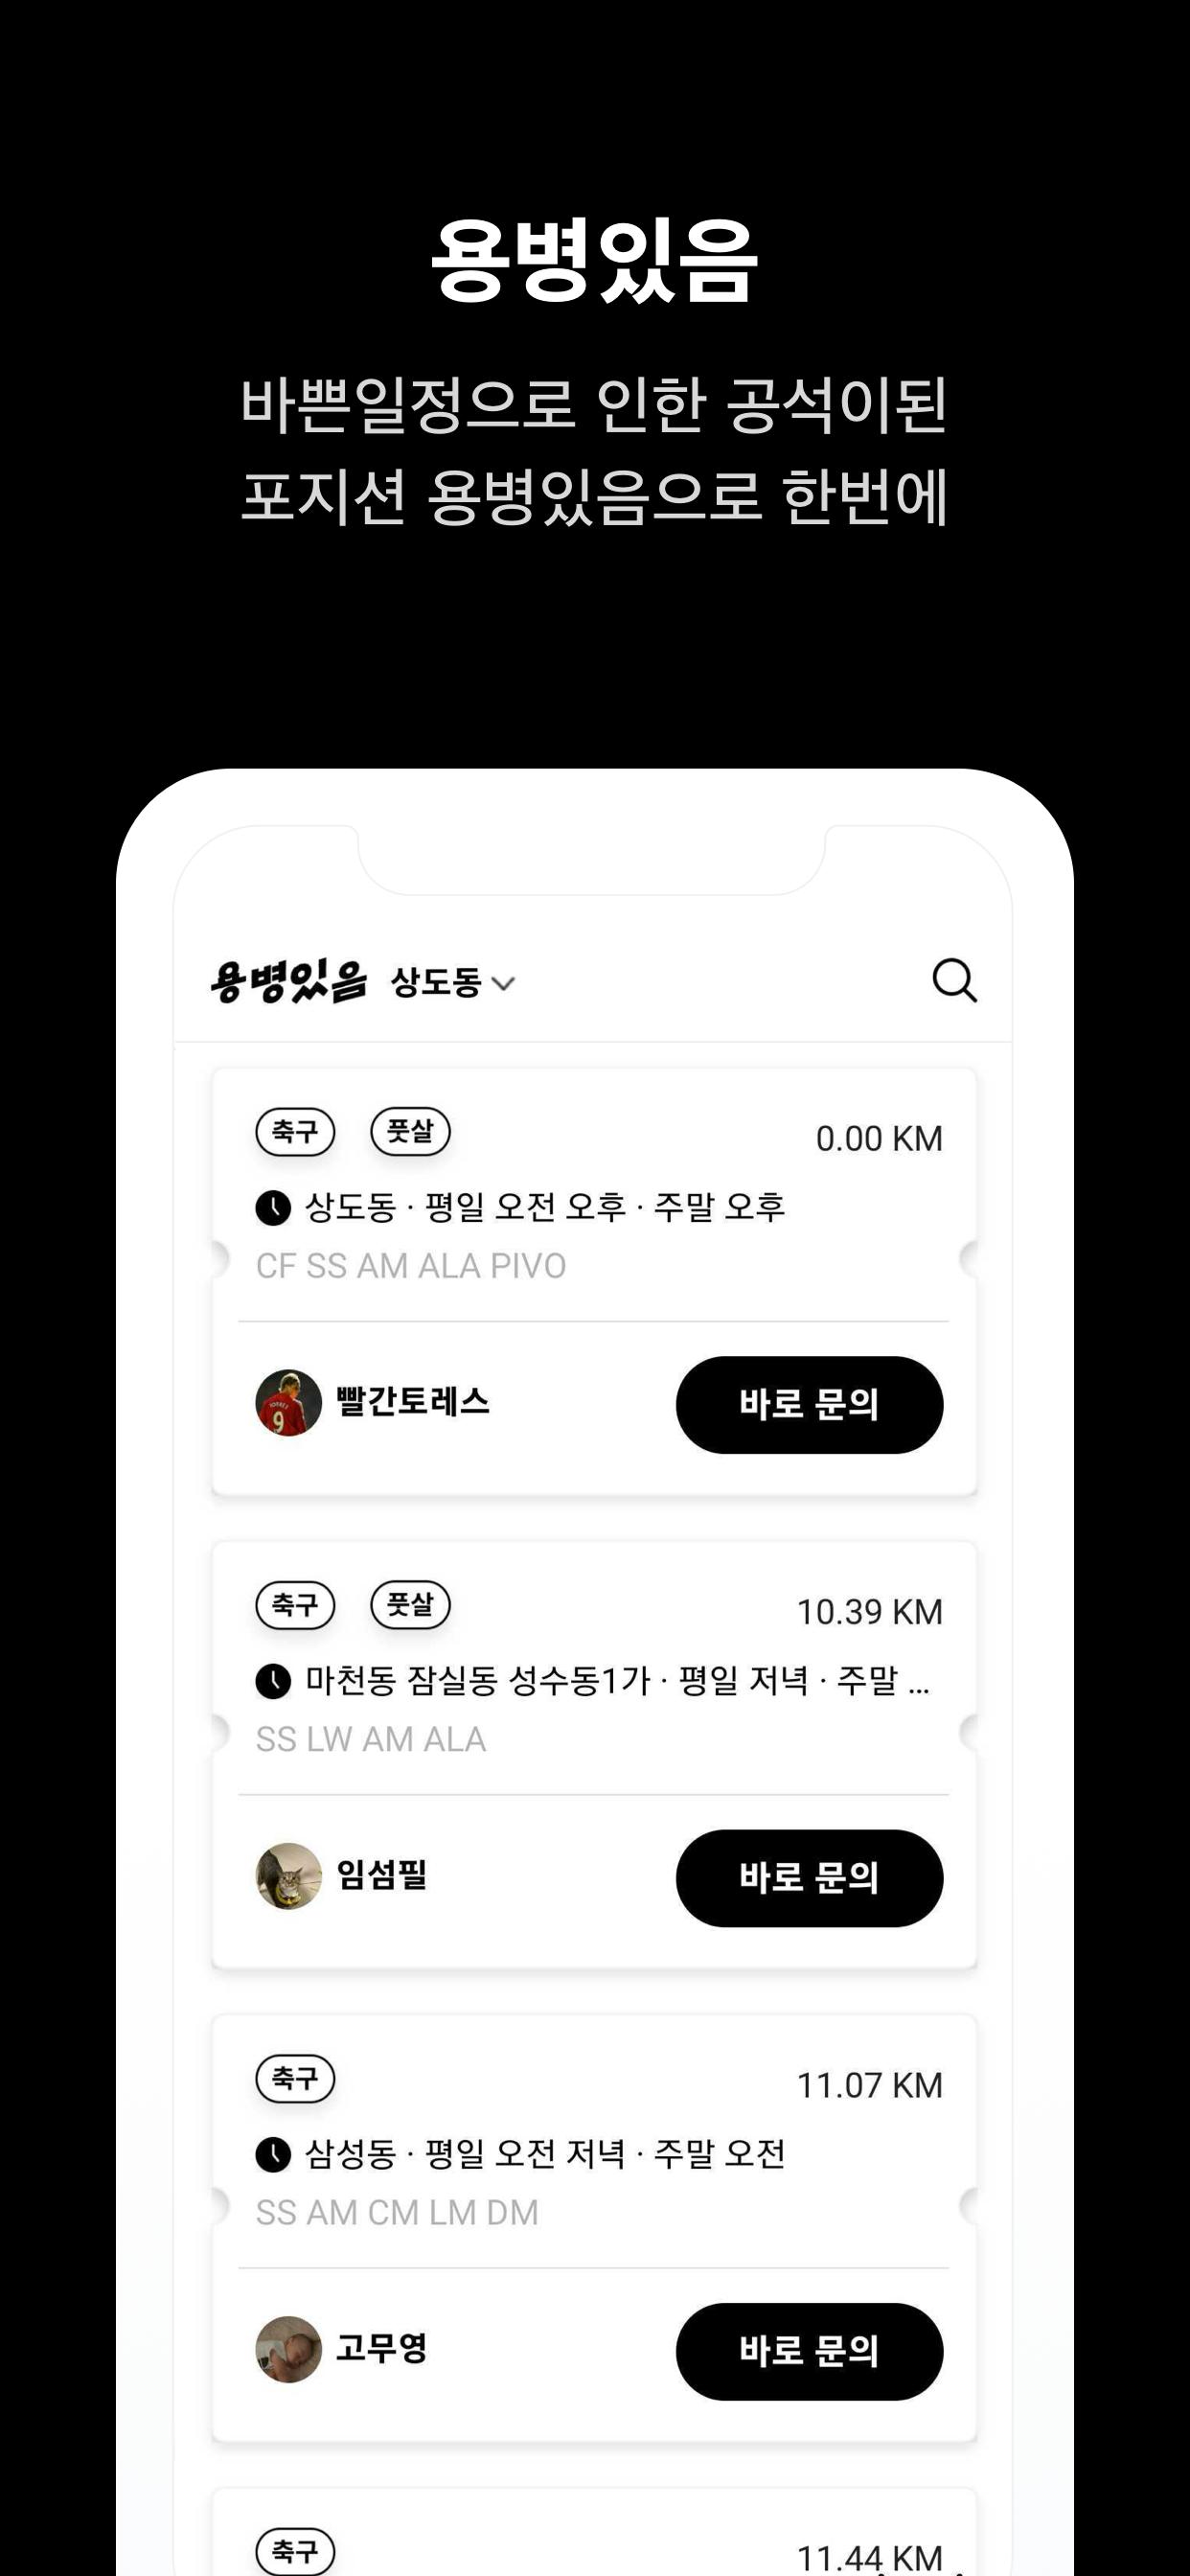 용병있음
바쁜일정으로 인한 공석이된
포지션 용병있음으로 한번에
용병있음 상도동
축구 풋살 0.00 KM
상도동 · 평일 오전 오후 · 주말 오후
CF SS AM ALA PIVO
빨간토레스 바로 문의
축구 풋살 10.39 KM
마천동 잠실동 성수동1가 · 평일 저녁 · 주말 ...
SS LW AM ALA
임섬필 바로 문의
축구 11.07 KM
삼성동 · 평일 오전 저녁 · 주말 오전
SS AM CM LM DM
고무영 바로 문의
축구 11.44 KM